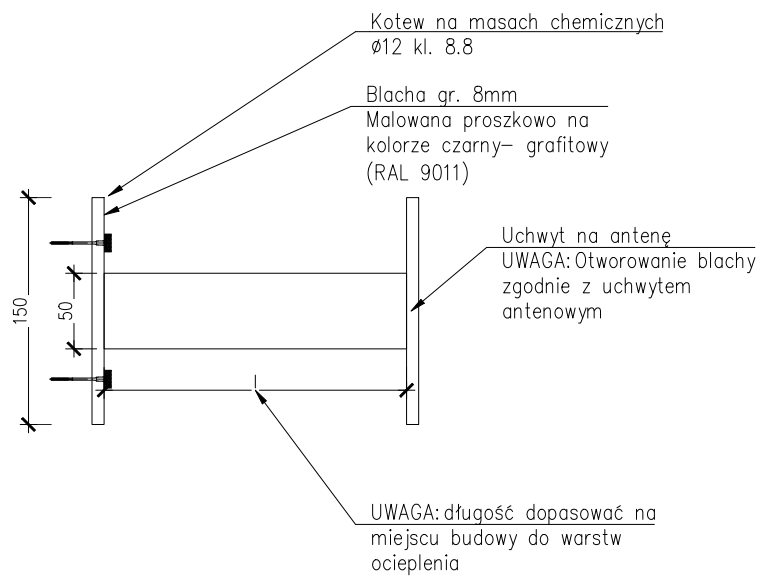 Kotew na masach chemicznych
Ø12 kl. 8.8
Blacha gr. 8mm
Malowana proszkowo na
kolorze czarny– grafitowy
(RAL 9011)
Uchwyt na antenę
UWAGA: Otworowanie blachy
zgodnie z uchwytem
antenowym
150
50
UWAGA: długość dopasować na
miejscu budowy do warstw
ocieplenia